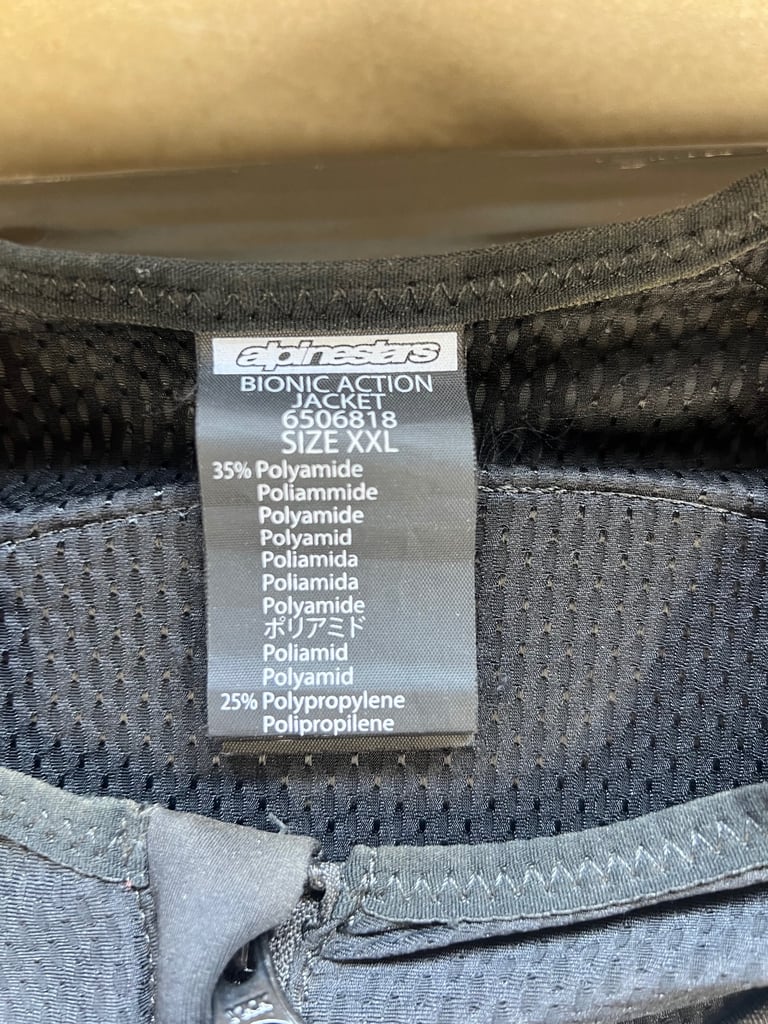 alpinestars
BIONIC ACTION
JACKET
6506818
SIZE XXL
35% Polyamide
Poliammide
Polyamide
Polyamid
Poliamida
Poliamida
Polyamide
ポリアミド
Poliamid
Polyamid
25% Polypropylene
Polipropilene